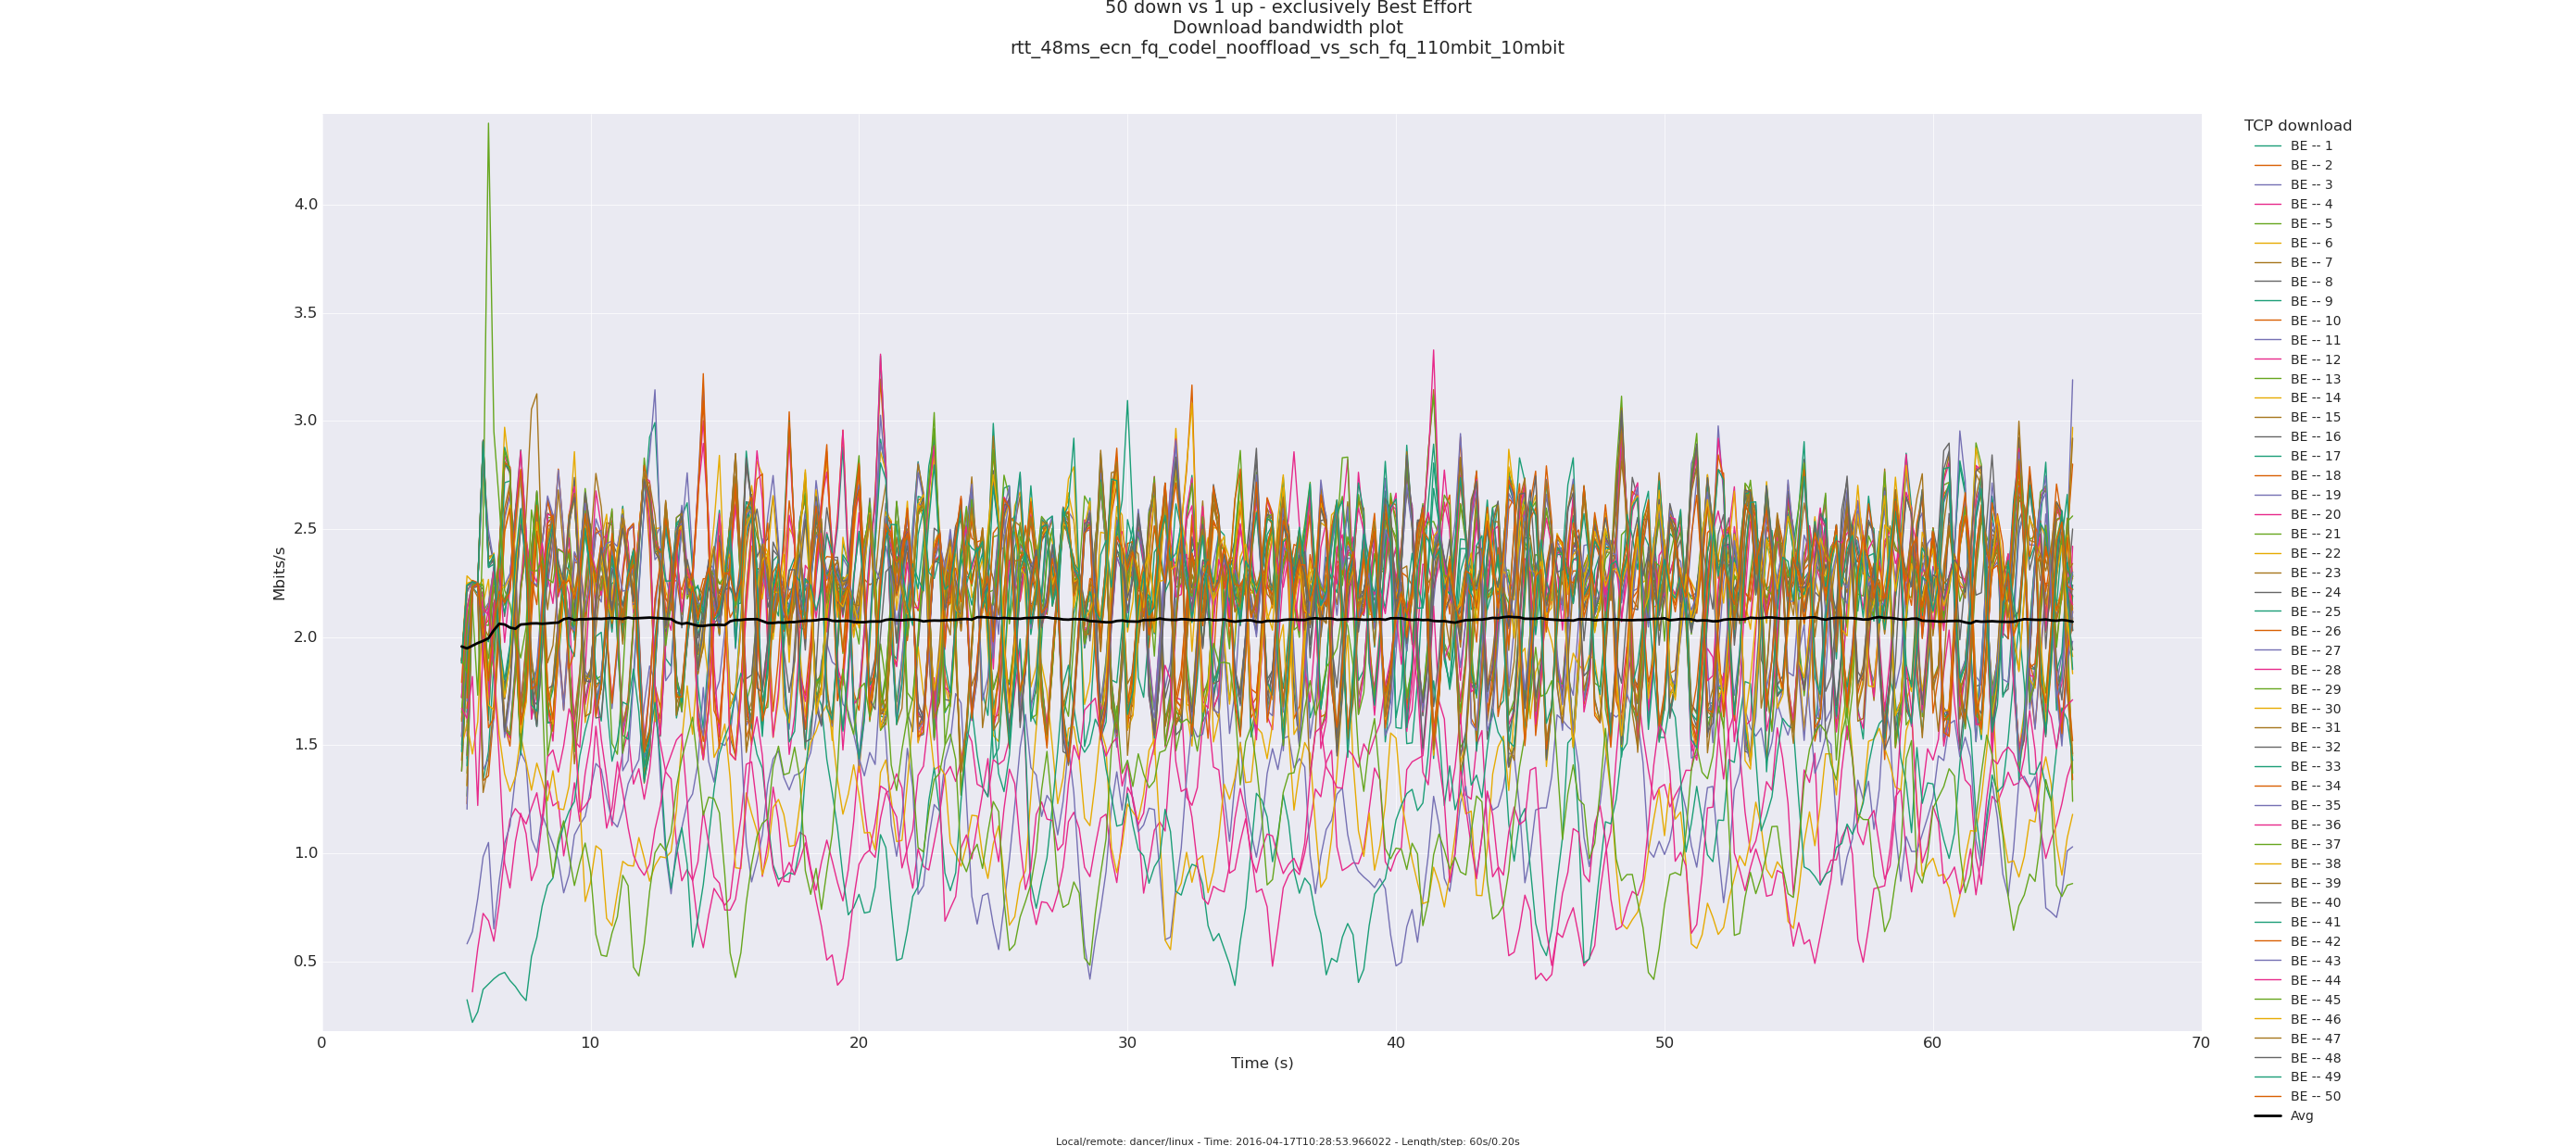 50 down vs 1 up - exclusively Best Effort
Download bandwidth plot
rtt_48ms_ecn_fq_codel_nooffload_vs_sch_fq_110mbit_10mbit
4.0
3.5
3.0
2.5
2.0
1.5
1.0
0.5
Mbits/s
0 10 20 30 40 50 60 70
Time (s)
TCP download
BE -- 1
BE -- 2
BE -- 3
BE -- 4
BE -- 5
BE -- 6
BE -- 7
BE -- 8
BE -- 9
BE -- 10
BE -- 11
BE -- 12
BE -- 13
BE -- 14
BE -- 15
BE -- 16
BE -- 17
BE -- 18
BE -- 19
BE -- 20
BE -- 21
BE -- 22
BE -- 23
BE -- 24
BE -- 25
BE -- 26
BE -- 27
BE -- 28
BE -- 29
BE -- 30
BE -- 31
BE -- 32
BE -- 33
BE -- 34
BE -- 35
BE -- 36
BE -- 37
BE -- 38
BE -- 39
BE -- 40
BE -- 41
BE -- 42
BE -- 43
BE -- 44
BE -- 45
BE -- 46
BE -- 47
BE -- 48
BE -- 49
BE -- 50
Avg
Local/remote: dancer/linux - Time: 2016-04-17T10:28:53.966022 - Length/step: 60s/0.20s